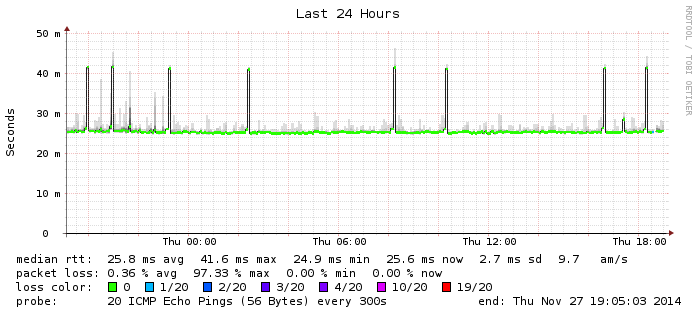 Last 24 Hours
RRDTOOL / TOBI OETIKER
Seconds
50 m
40 m
30 m
20 m
10 m
0
Thu 00:00 Thu 06:00 Thu 12:00 Thu 18:00
median rtt: 25.8 ms avg 41.6 ms max 24.9 ms min 25.6 ms now 2.7 ms sd 9.7 am/s
packet loss: 0.36 % avg 97.33 % max 0.00 % min 0.00 % now
loss color: 0 1/20 2/20 3/20 4/20 10/20 19/20
probe: 20 ICMP Echo Pings (56 Bytes) every 300s end: Thu Nov 27 19:05:03 2014